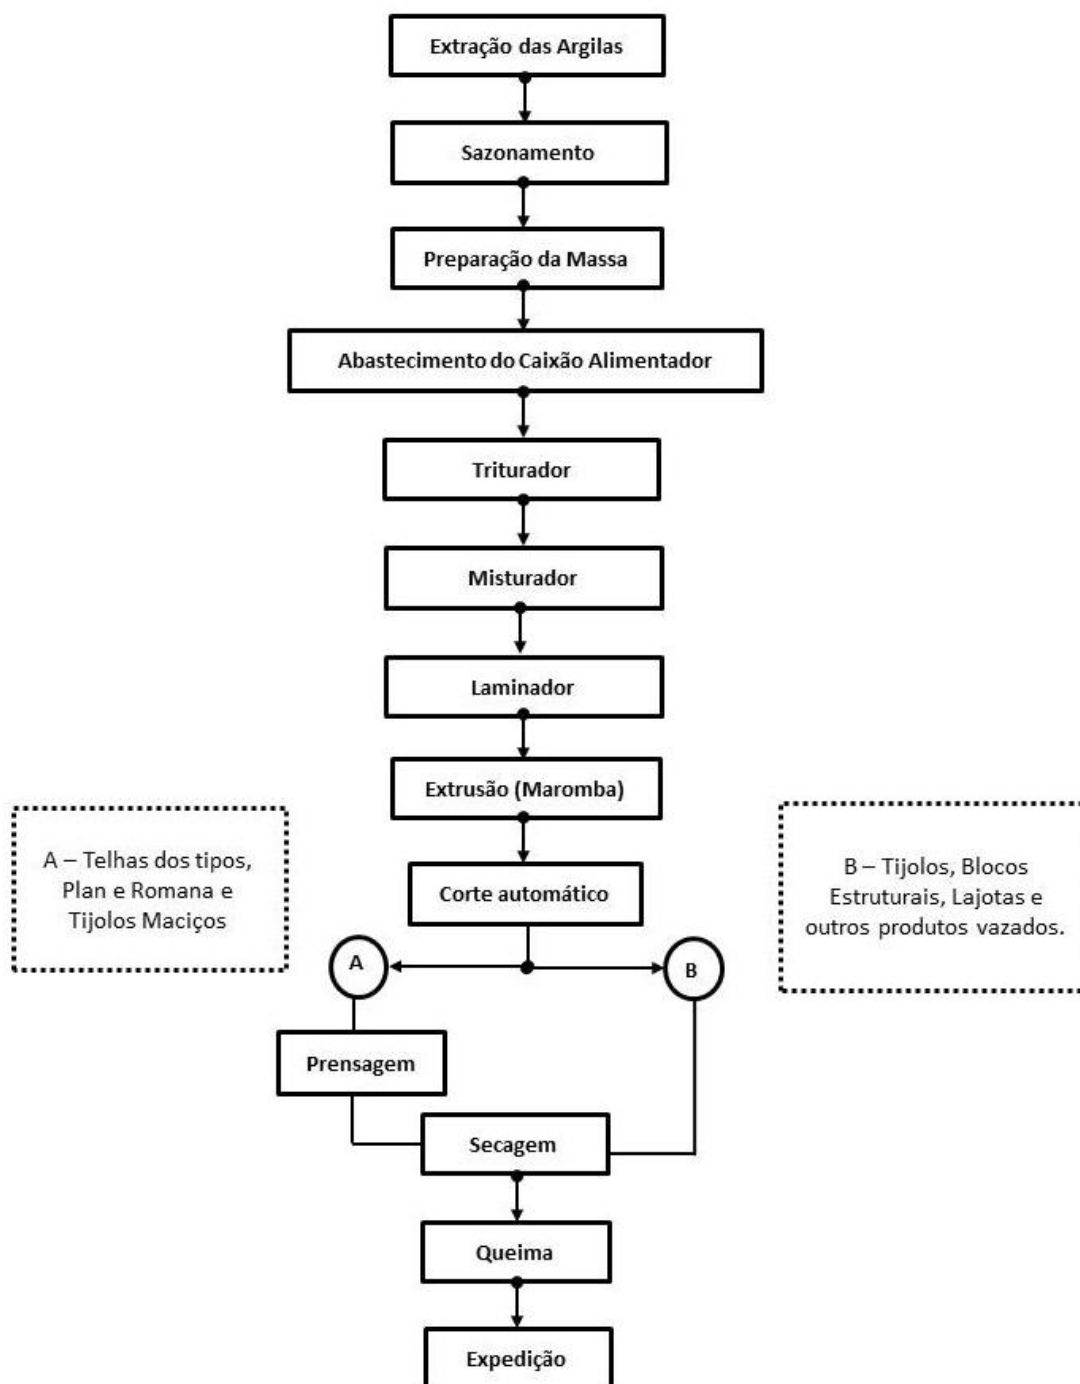 Extração das Argilas
Sazonamento
Preparação da Massa
Abastecimento do Caixão Alimentador
Triturador
Misturador
Laminador
Extrusão (Maromba)
A – Telhas dos tipos,
Plan e Romana e
Tijolos Maciços
B – Tijolos, Blocos
Estruturais, Lajotas e
outros produtos vazados.
Corte automático
A
B
Prensagem
Secagem
Queima
Expedição